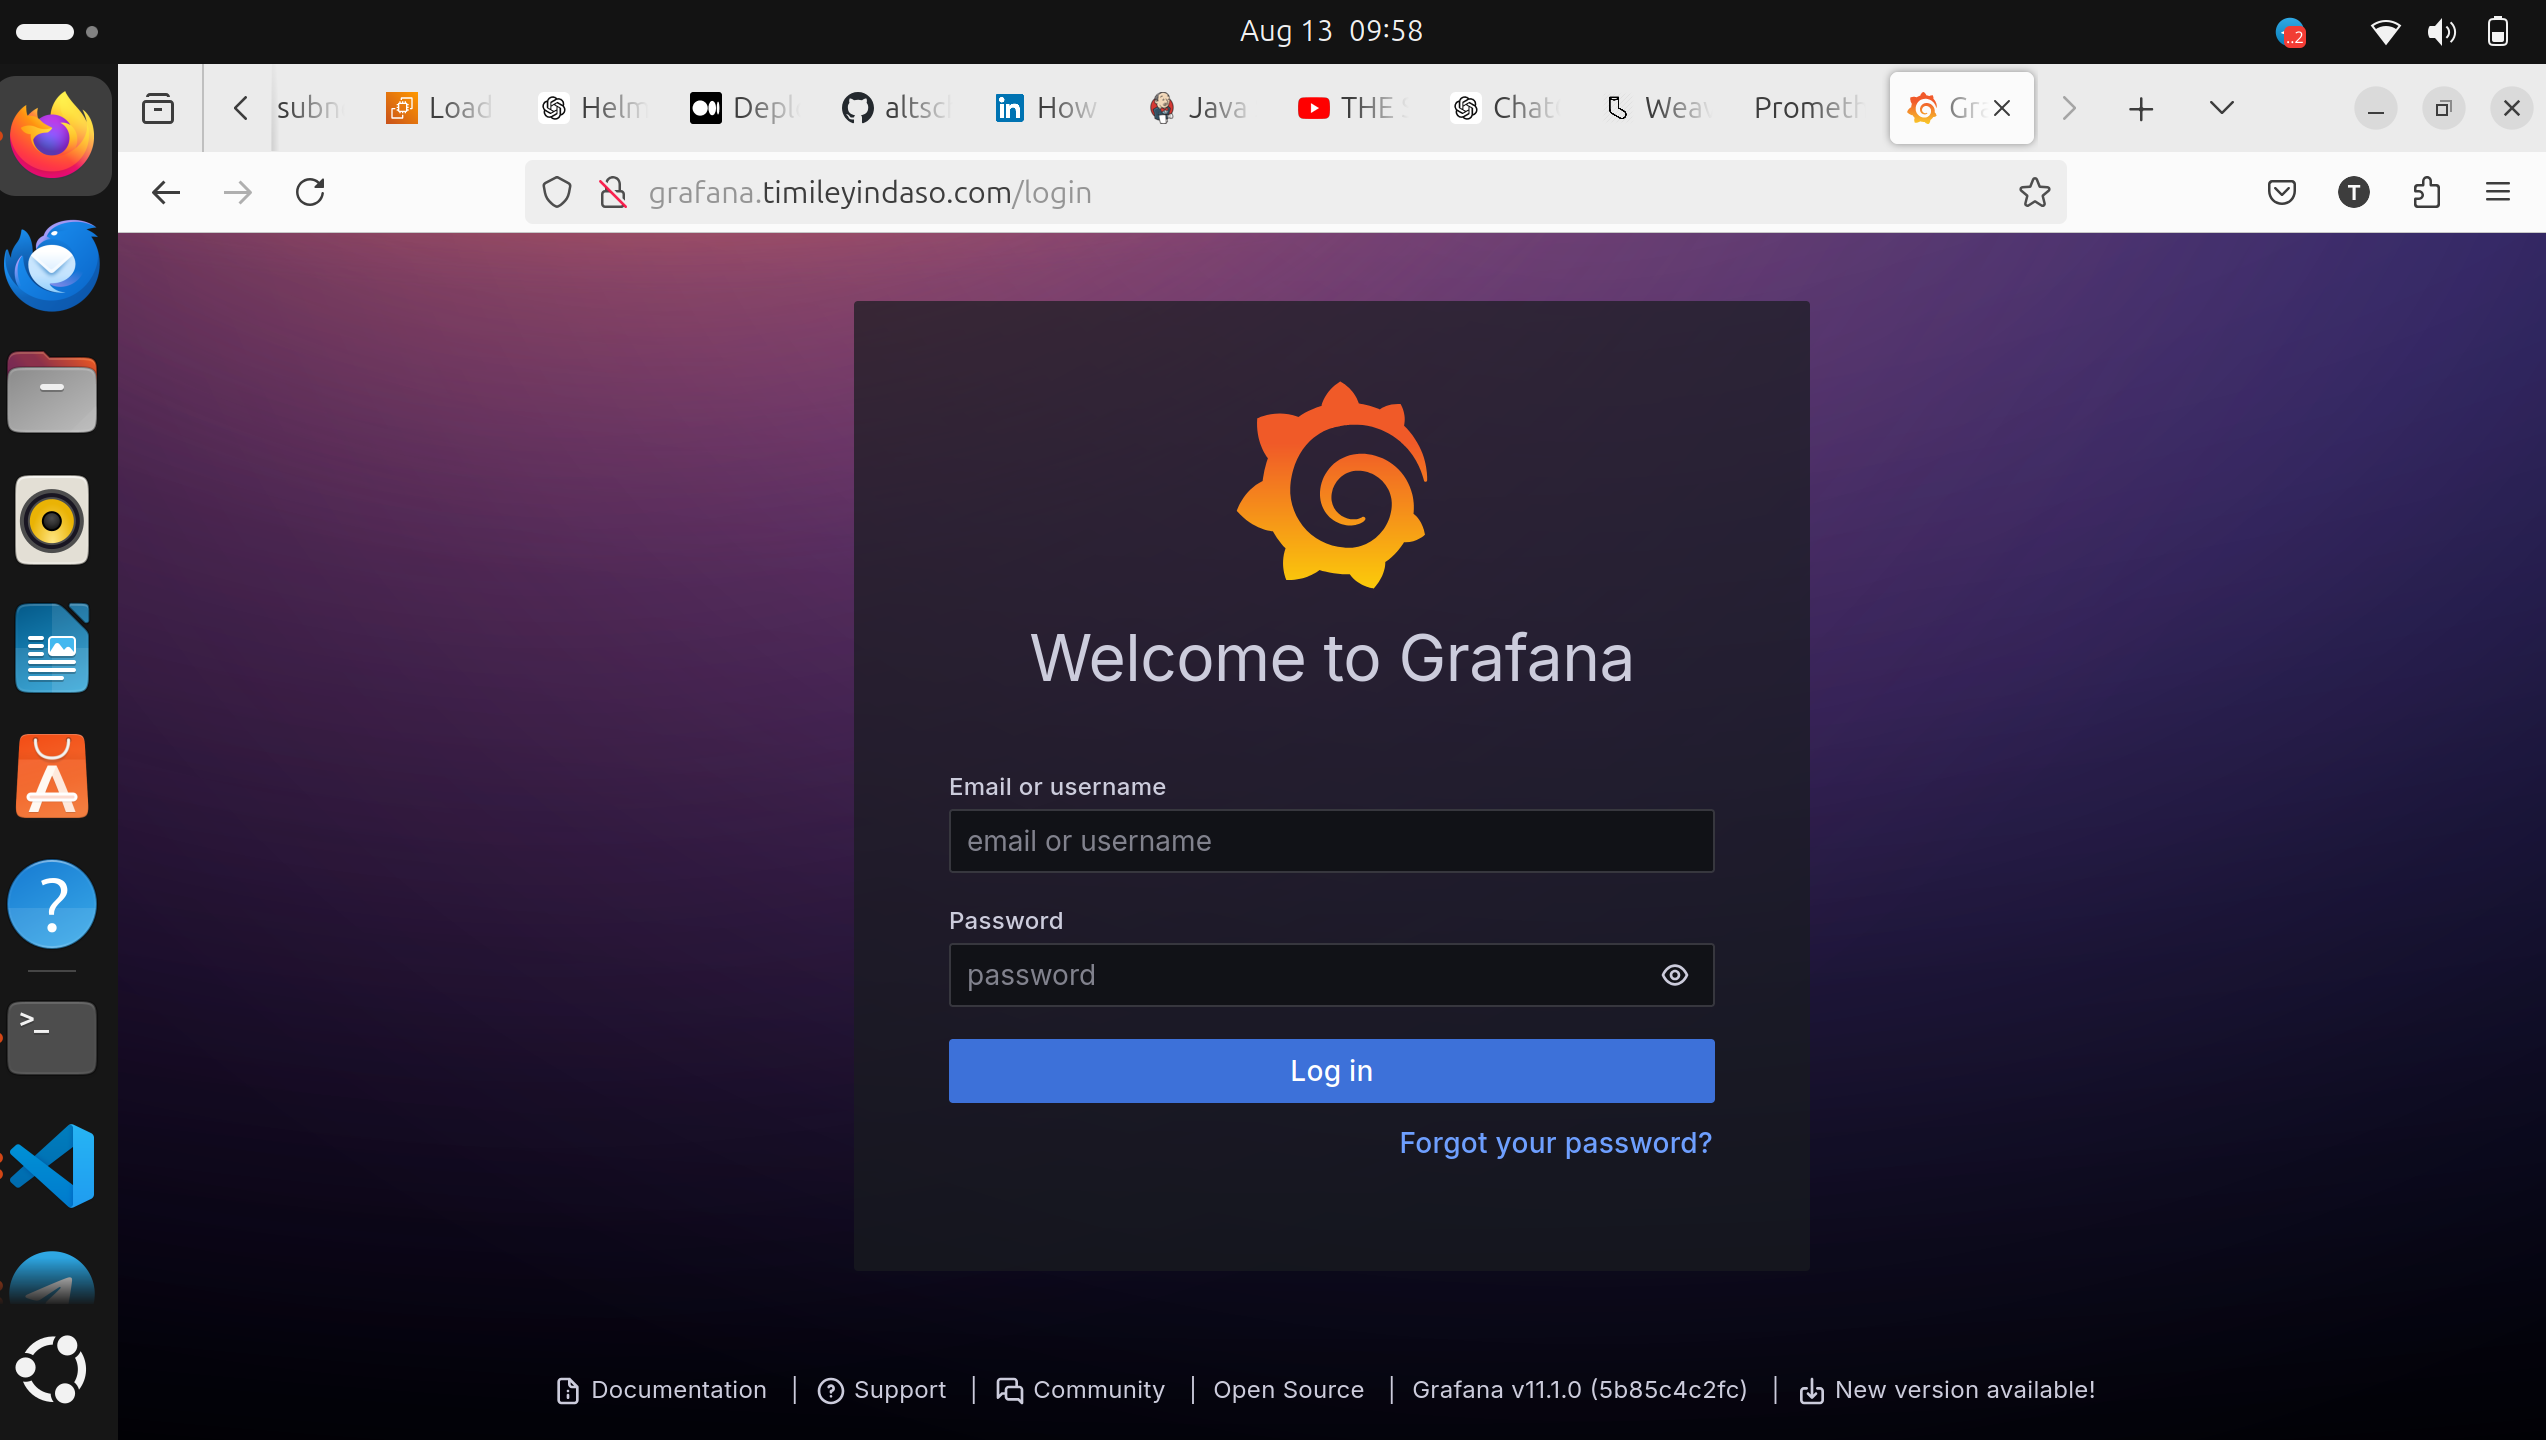 Aug 13 09:58
..2
subn
Load
Helm
Depl
altsc
How
Java
THE
Chat
Weav
Prometh
Gra
grafana.timileyindaso.com/login
T
Welcome to Grafana
Email or username
email or username
Password
password
Log in
Forgot your password?
Documentation | Support | Community | Open Source | Grafana v11.1.0 (5b85c4c2fc) | New version available!